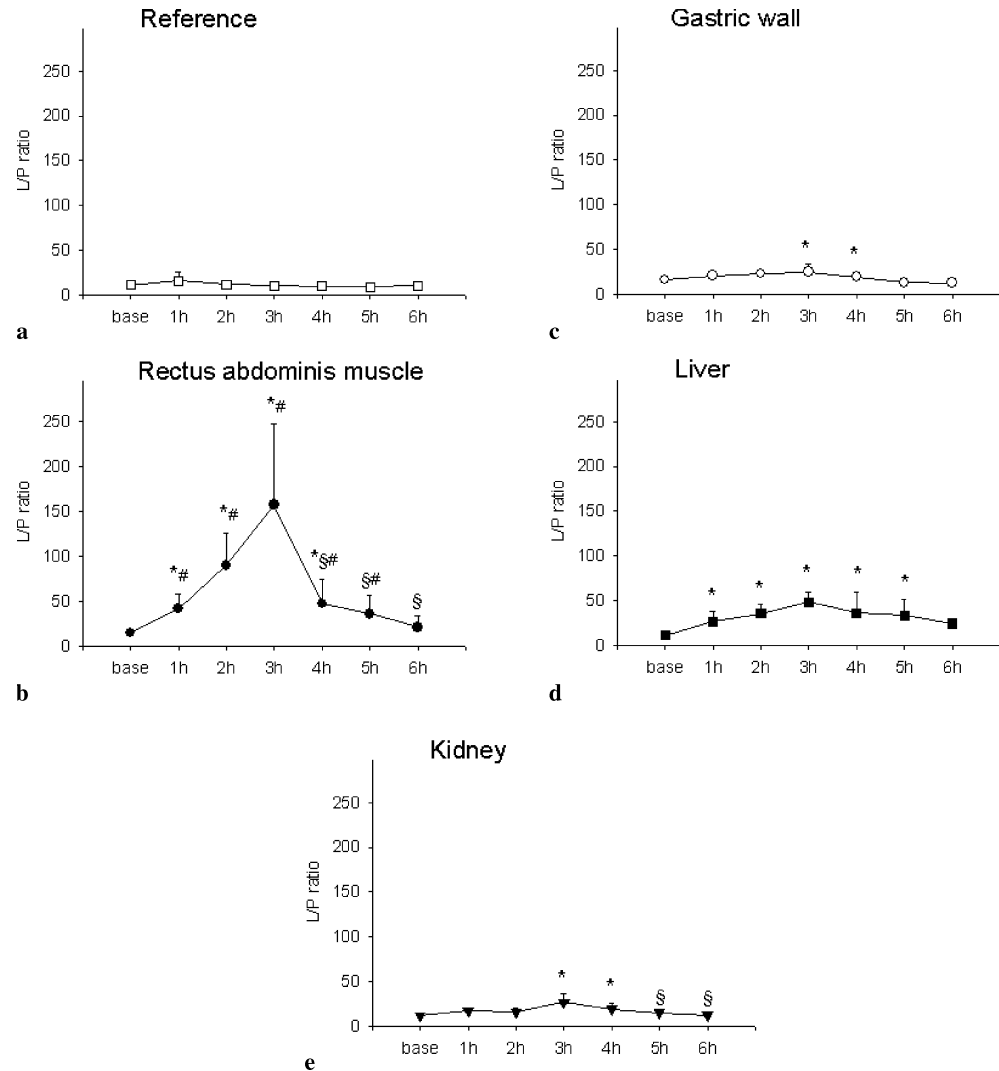 Reference
L/P ratio
250
200
150
100
50
0
base 1h 2h 3h 4h 5h 6h
a
Gastric wall
L/P ratio
250
200
150
100
50
0
* *
base 1h 2h 3h 4h 5h 6h
c
Rectus abdominis muscle
L/P ratio
250
200
150
100
50
0
*# *# *# *§# §# §
base 1h 2h 3h 4h 5h 6h
b
Liver
L/P ratio
250
200
150
100
50
0
* * * * *
base 1h 2h 3h 4h 5h 6h
d
Kidney
L/P ratio
250
200
150
100
50
0
* * § §
base 1h 2h 3h 4h 5h 6h
e